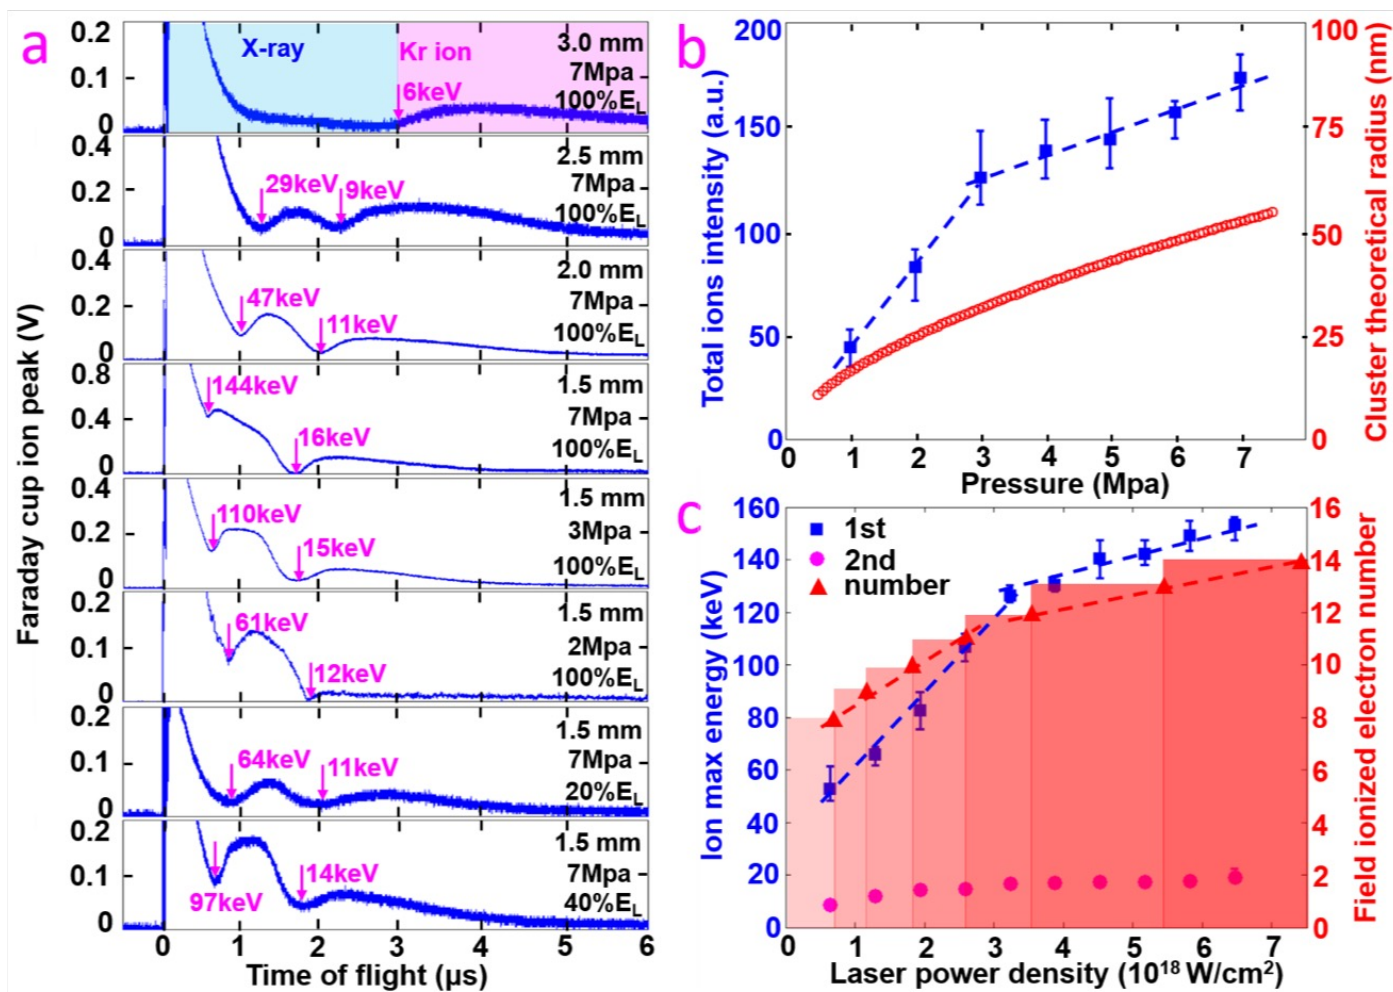 a
Faraday cup ion peak (V)
0.2
0.1
0
X-ray
Kr ion
6keV
3.0 mm
7Mpa
100%EL
0.4
0.2
0
29keV
9keV
2.5 mm
7Mpa
100%EL
0.4
0.2
0
47keV
11keV
2.0 mm
7Mpa
100%EL
0.8
0.4
0
144keV
16keV
1.5 mm
7Mpa
100%EL
0.4
0.2
0
110keV
15keV
1.5 mm
3Mpa
100%EL
0.2
0.1
0
61keV
12keV
1.5 mm
2Mpa
100%EL
0.2
0.1
0
64keV
11keV
1.5 mm
7Mpa
20%EL
0.2
0.1
0
97keV
14keV
1.5 mm
7Mpa
40%EL
0 1 2 3 4 5 6
Time of flight (μs)
b
Total ions intensity (a.u.)
200
150
100
50
0
100
75
50
25
0
Cluster theoretical radius (nm)
0 1 2 3 4 5 6 7
Pressure (Mpa)
c
Ion max energy (keV)
160
140
120
100
80
60
40
20
0
1st
2nd
number
16
14
12
10
8
6
4
2
0
Field ionized electron number
0 1 2 3 4 5 6 7
Laser power density (10¹⁸ W/cm²)